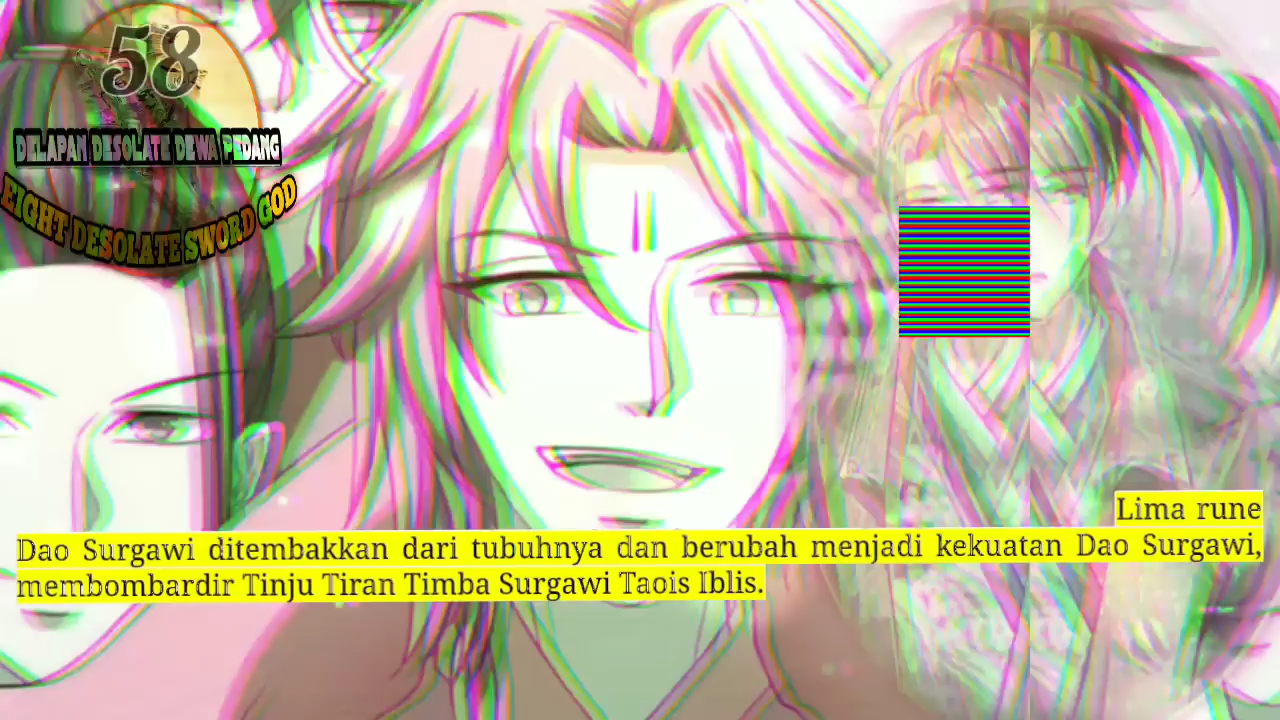 58
DELAPAN DESOLATE DEWA PEDANG
EIGHT DESOLATE SWORD GOD
Lima rune
Dao Surgawi ditembakkan dari tubuhnya dan berubah menjadi kekuatan Dao Surgawi,
membombardir Tinju Tiran Timba Surgawi Taois Iblis.